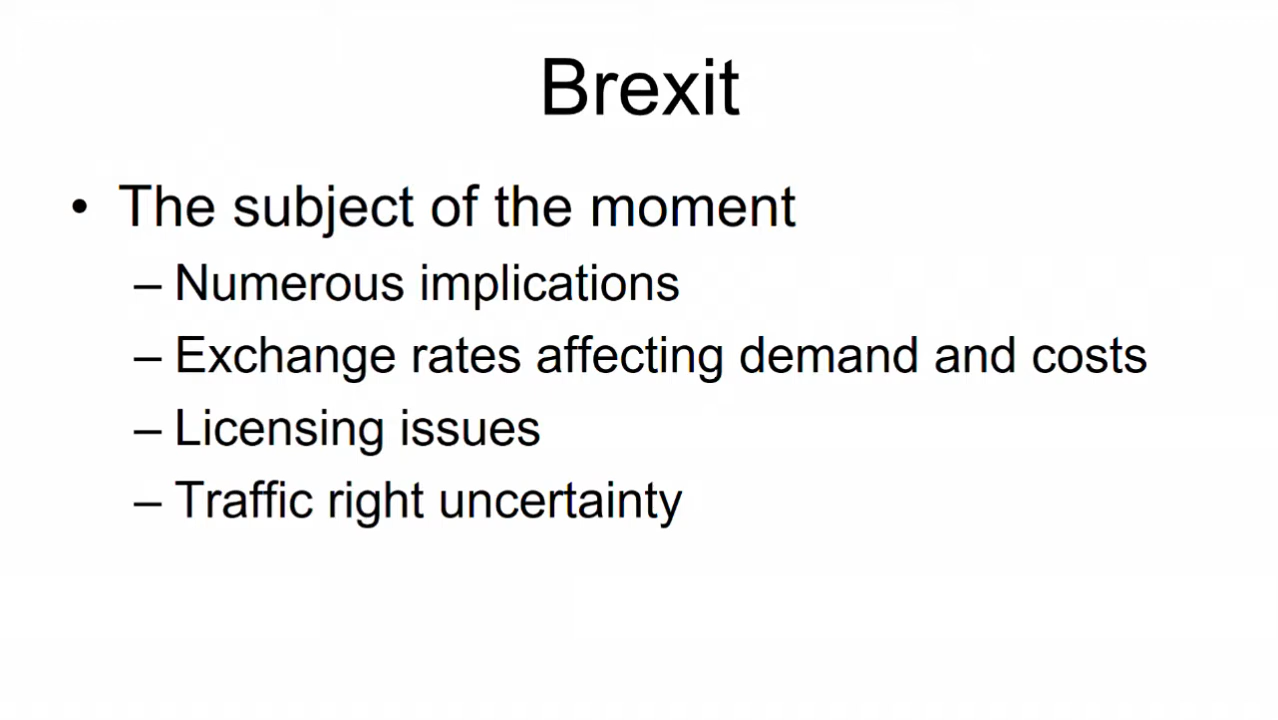 Brexit
• The subject of the moment
– Numerous implications
– Exchange rates affecting demand and costs
– Licensing issues
– Traffic right uncertainty